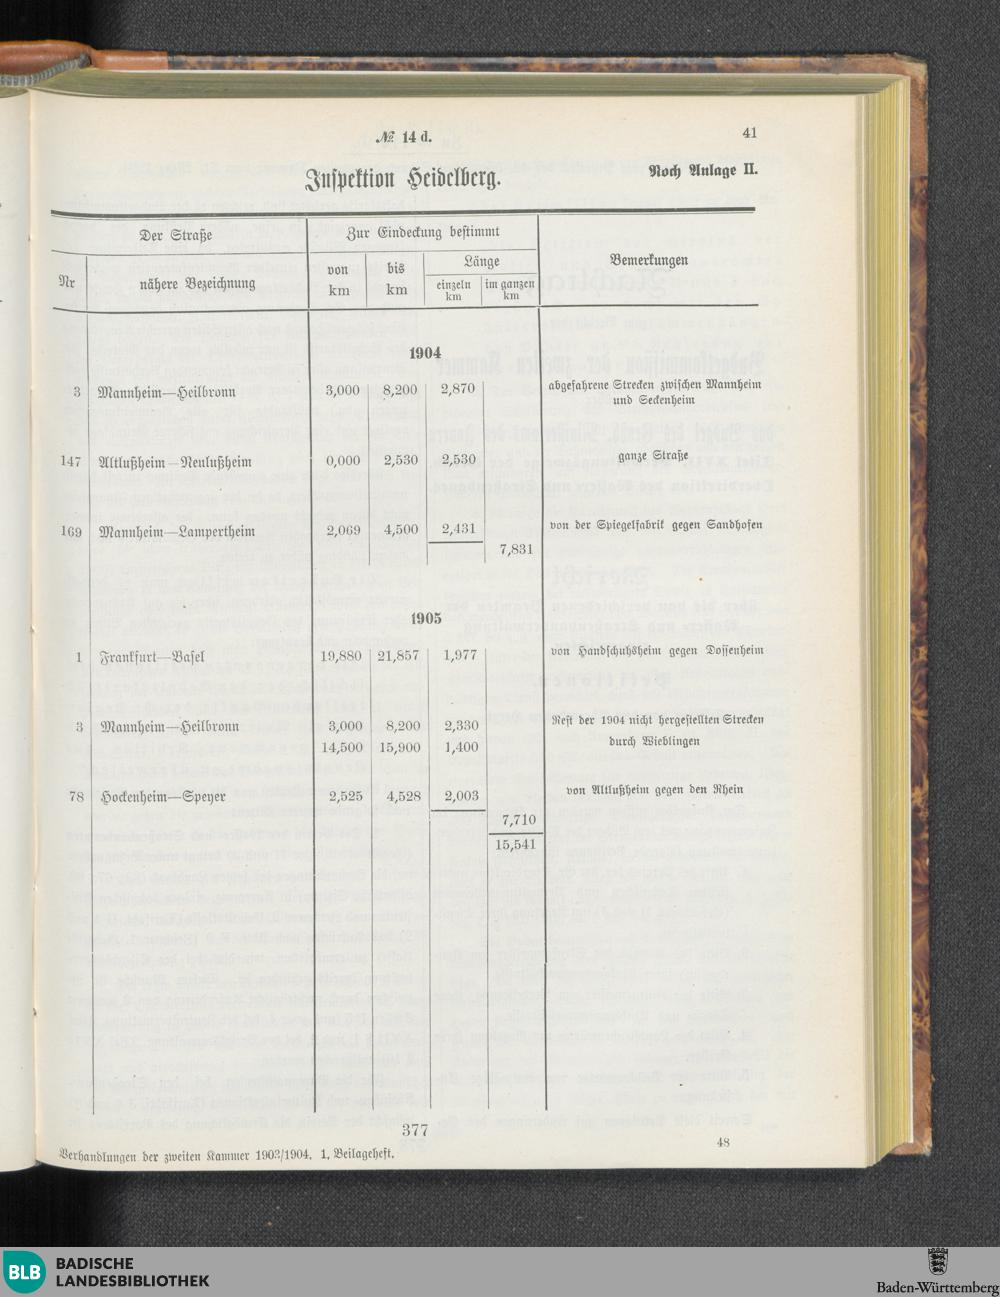 № 14 d.
41
Inspektion Heidelberg.
Noch Anlage II.
Der Straße
Zur Eindeckung bestimmt
Bemerkungen
Nr
nähere Bezeichnung
von km
bis km
Länge
einzeln km
im ganzen km
1904
3 Mannheim—Heilbronn 3,000 8,200 2,870 abgefahrene Strecken zwischen Mannheim
und Seckenheim
147 Altlußheim—Neulußheim 0,000 2,530 2,530 ganze Straße
169 Mannheim—Lampertheim 2,069 4,500 2,431 von der Spiegelfabrik gegen Sandhofen
7,831
1905
1 Frankfurt—Basel 19,880 21,857 1,977 von Handschuhsheim gegen Dossenheim
3 Mannheim—Heilbronn 3,000 8,200 2,330 Rest der 1904 nicht hergestellten Strecken
14,500 15,900 1,400 durch Wieblingen
78 Hockenheim—Speyer 2,525 4,528 2,003 von Altlußheim gegen den Rhein
7,710
15,541
377
48
Verhandlungen der zweiten Kammer 1903/1904. 1. Beilageheft.
BLB
BADISCHE
LANDESBIBLIOTHEK
Baden-Württemberg